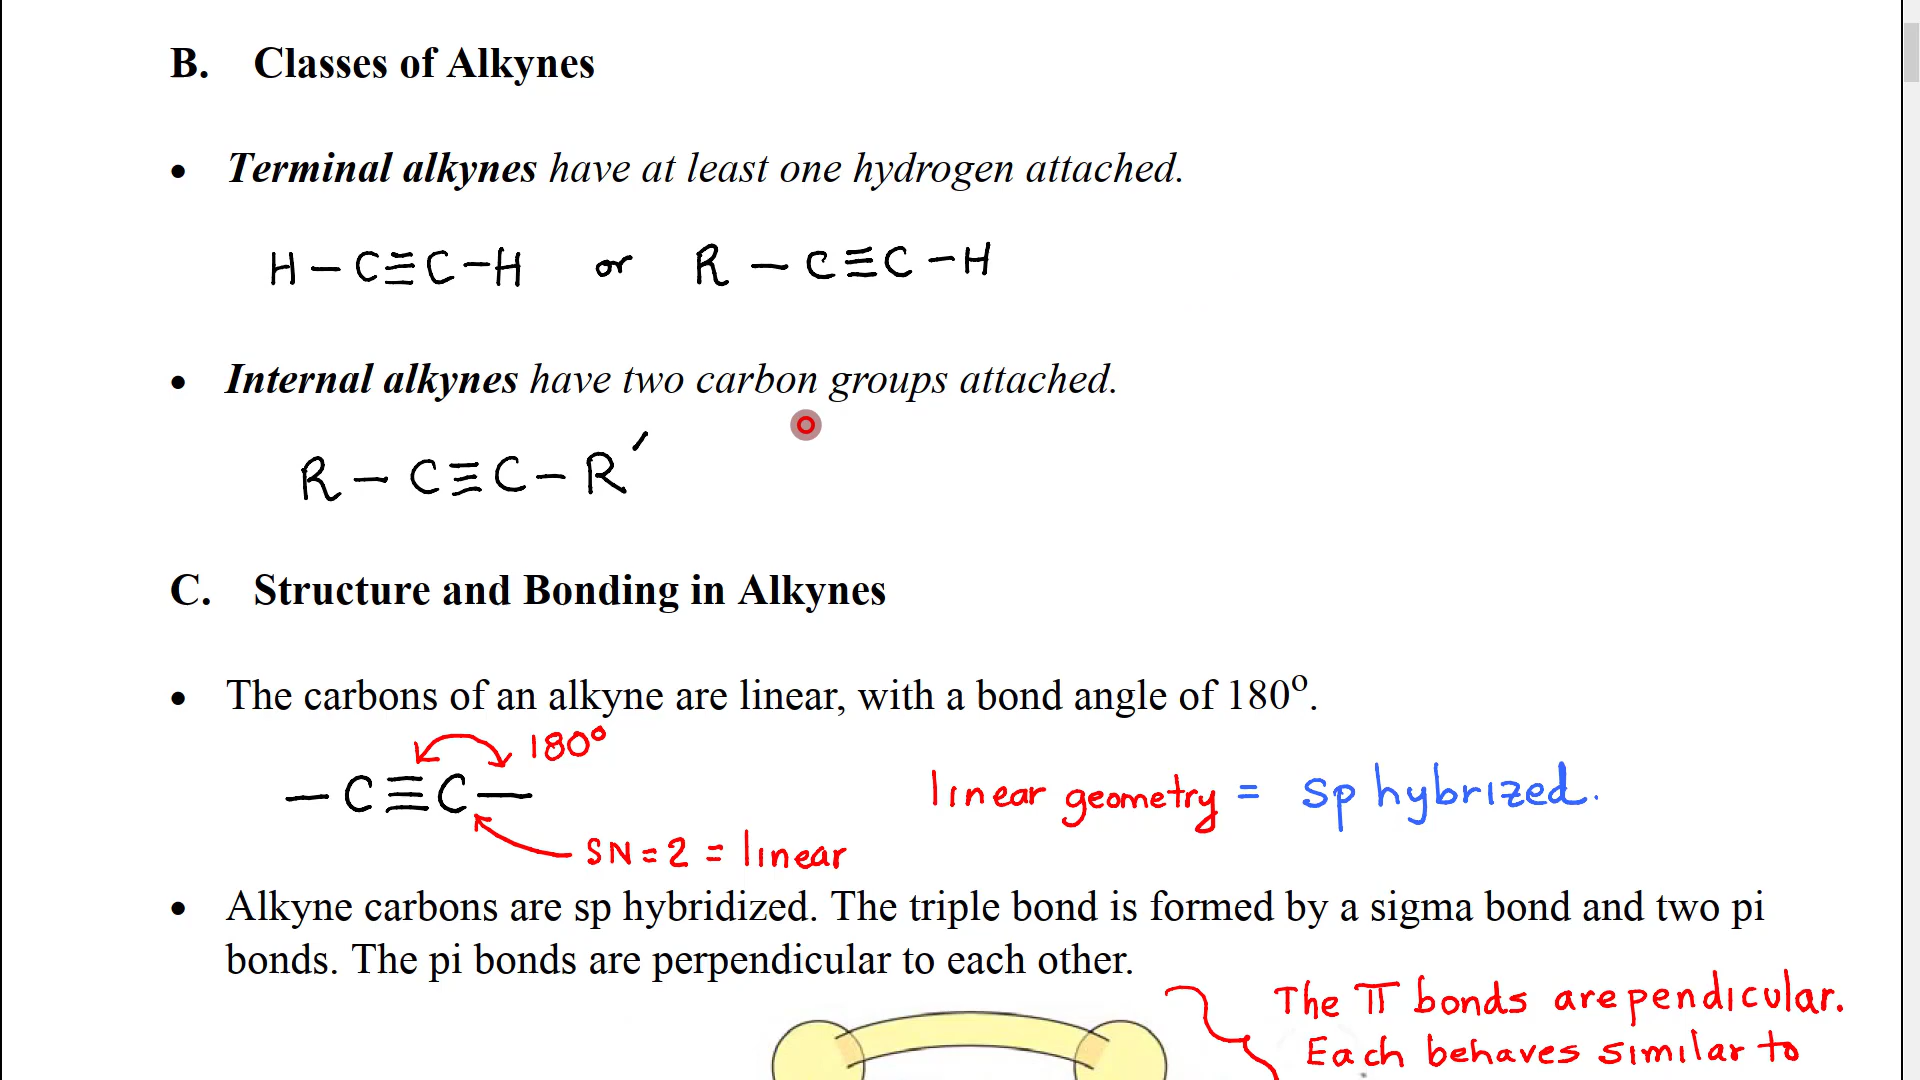 B. Classes of Alkynes
• Terminal alkynes have at least one hydrogen attached.
H – C≡C – H or R – C≡C – H
• Internal alkynes have two carbon groups attached.
R – C≡C – R′
C. Structure and Bonding in Alkynes
• The carbons of an alkyne are linear, with a bond angle of 180°.
180°
– C≡C –
linear geometry = sp hybrized.
SN = 2 = linear
• Alkyne carbons are sp hybridized. The triple bond is formed by a sigma bond and two pi
bonds. The pi bonds are perpendicular to each other.
The π bonds are pendicular.
Each behaves similar to